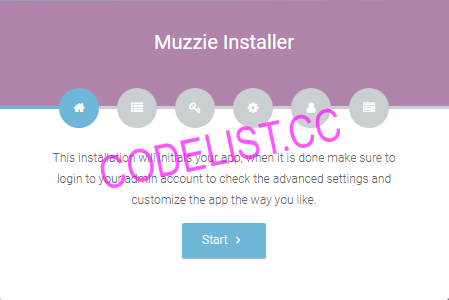 Muzzie Installer
CODELIST.CC
This installation will initials your app, when it is done make sure to
login to your admin account to check the advanced settings and
customize the app the way you like.
Start